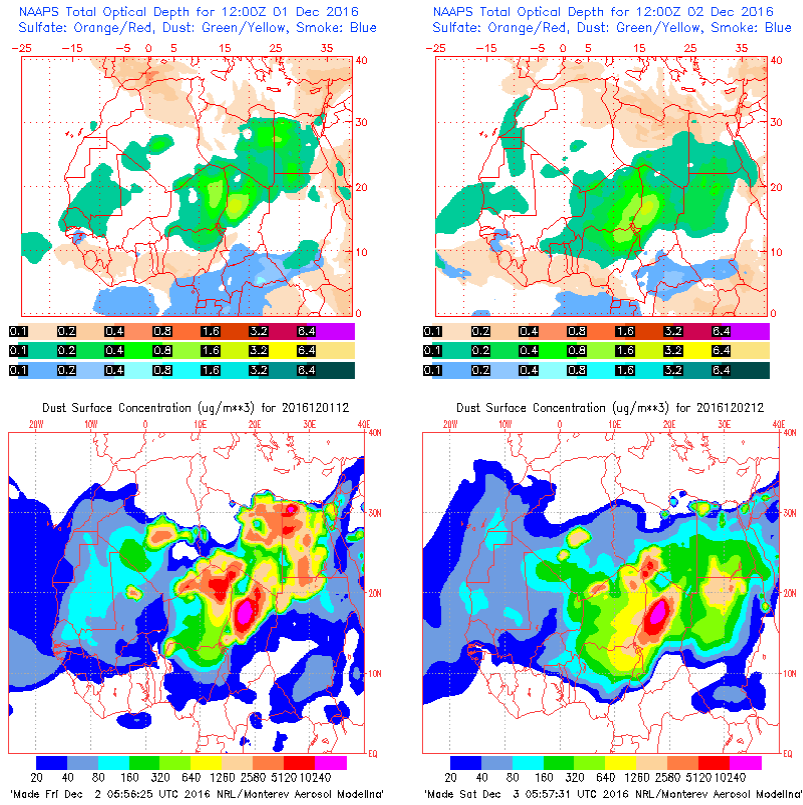 NAAPS Total Optical Depth for 12:00Z 01 Dec 2016
Sulfate: Orange/Red, Dust: Green/Yellow, Smoke: Blue
-25 -15 -5 0 5 15 25 35 40
40
30
20
10
0
0.1 0.2 0.4 0.8 1.6 3.2 6.4
0.1 0.2 0.4 0.8 1.6 3.2 6.4
0.1 0.2 0.4 0.8 1.6 3.2 6.4
NAAPS Total Optical Depth for 12:00Z 02 Dec 2016
Sulfate: Orange/Red, Dust: Green/Yellow, Smoke: Blue
-25 -15 -5 0 5 15 25 35 40
40
30
20
10
0
0.1 0.2 0.4 0.8 1.6 3.2 6.4
0.1 0.2 0.4 0.8 1.6 3.2 6.4
0.1 0.2 0.4 0.8 1.6 3.2 6.4
Dust Surface Concentration (ug/m**3) for 2016120112
20W 10W 0 10E 20E 30E 40E
40N
30N
20N
10N
EQ
20 40 80 160 320 640 1260 2580 5120 10240
'Made Fri Dec 2 05:56:25 UTC 2016 NRL/Monterey Aerosol Modeling'
Dust Surface Concentration (ug/m**3) for 2016120212
20W 10W 0 10E 20E 30E 40E
40N
30N
20N
10N
EQ
20 40 80 160 320 640 1260 2580 5120 10240
'Made Sat Dec 3 05:57:31 UTC 2016 NRL/Monterey Aerosol Modeling'